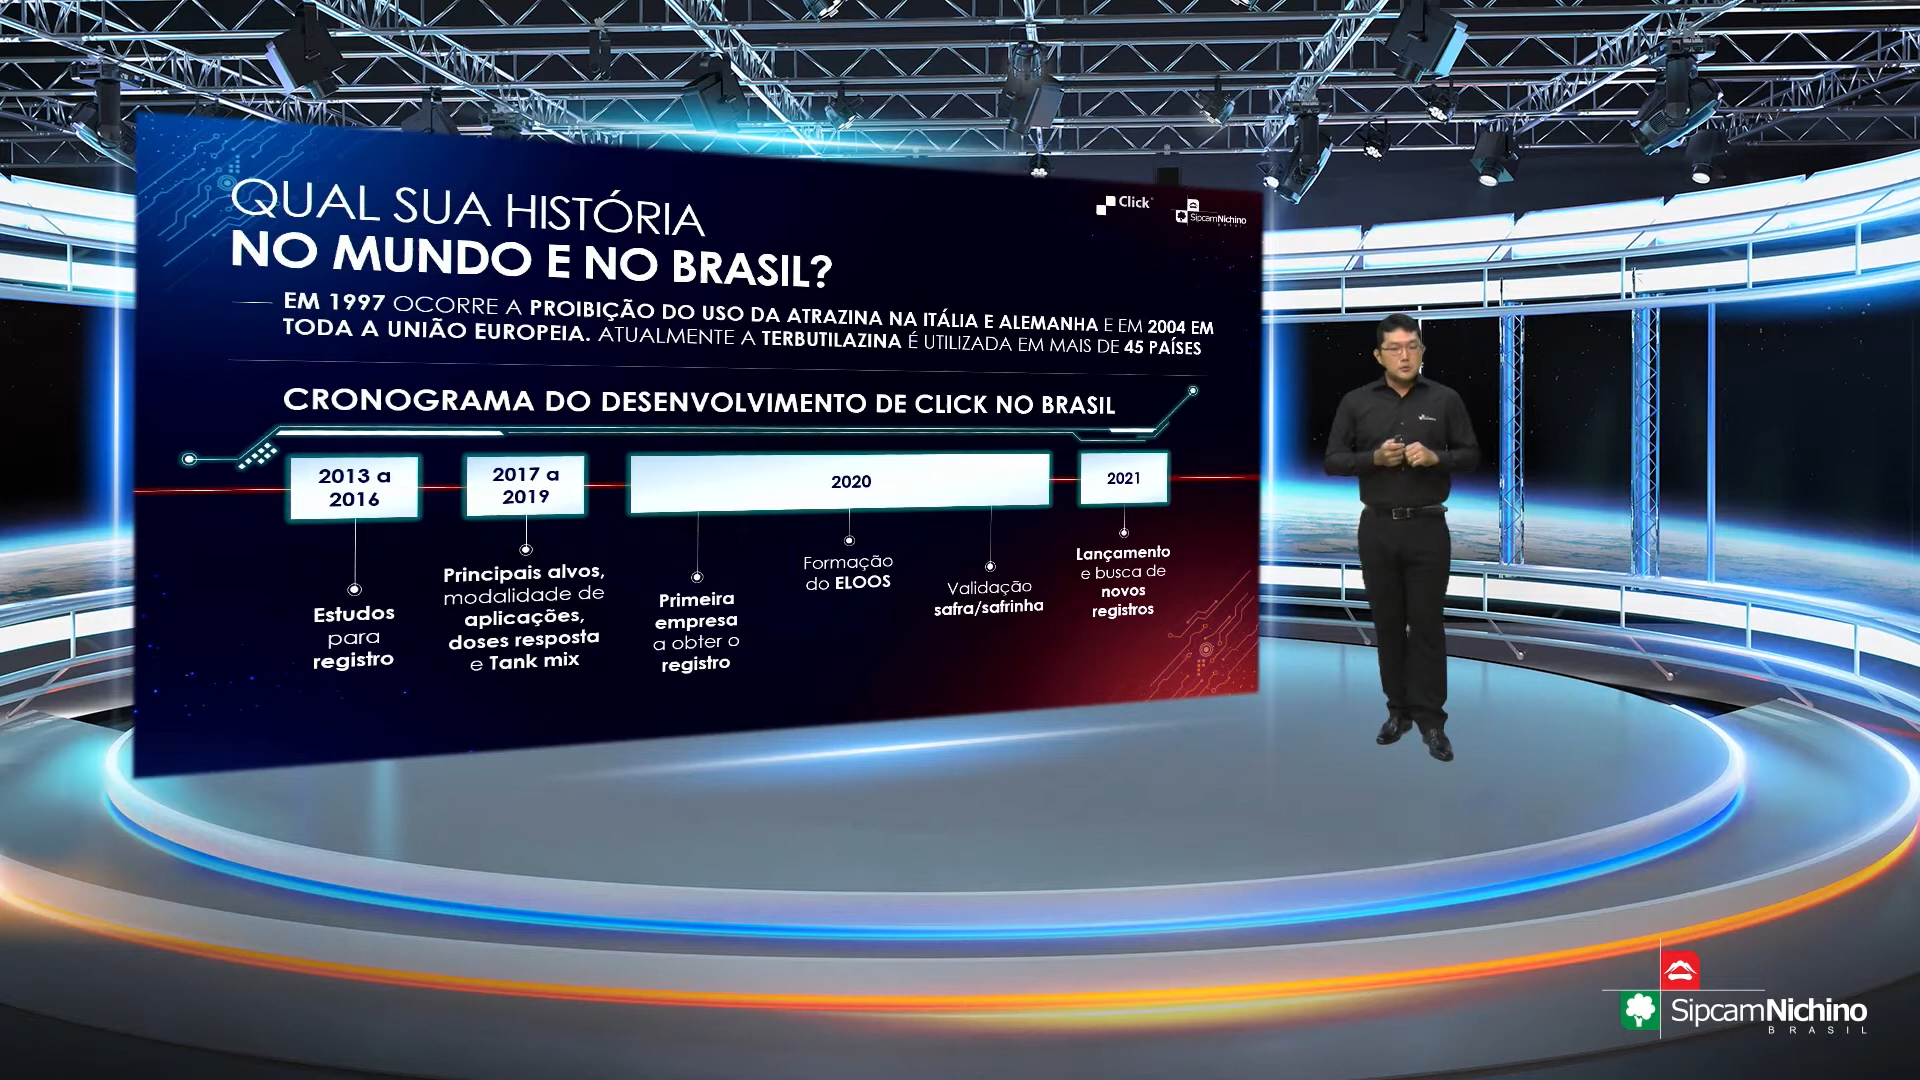 QUAL SUA HISTÓRIA
NO MUNDO E NO BRASIL?
Click
SipcamNichino
BRASIL
EM 1997 OCORRE A PROIBIÇÃO DO USO DA ATRAZINA NA ITÁLIA E ALEMANHA E EM 2004 EM
TODA A UNIÃO EUROPEIA. ATUALMENTE A TERBUTILAZINA É UTILIZADA EM MAIS DE 45 PAÍSES
CRONOGRAMA DO DESENVOLVIMENTO DE CLICK NO BRASIL
2013 a
2016
Estudos
para
registro
2017 a
2019
Principais alvos,
modalidade de
aplicações,
doses resposta
e Tank mix
2020
Primeira
empresa
a obter o
registro
Formação
do ELOOS
Validação
safra/safrinha
2021
Lançamento
e busca de
novos
registros
SipcamNichino
BRASIL